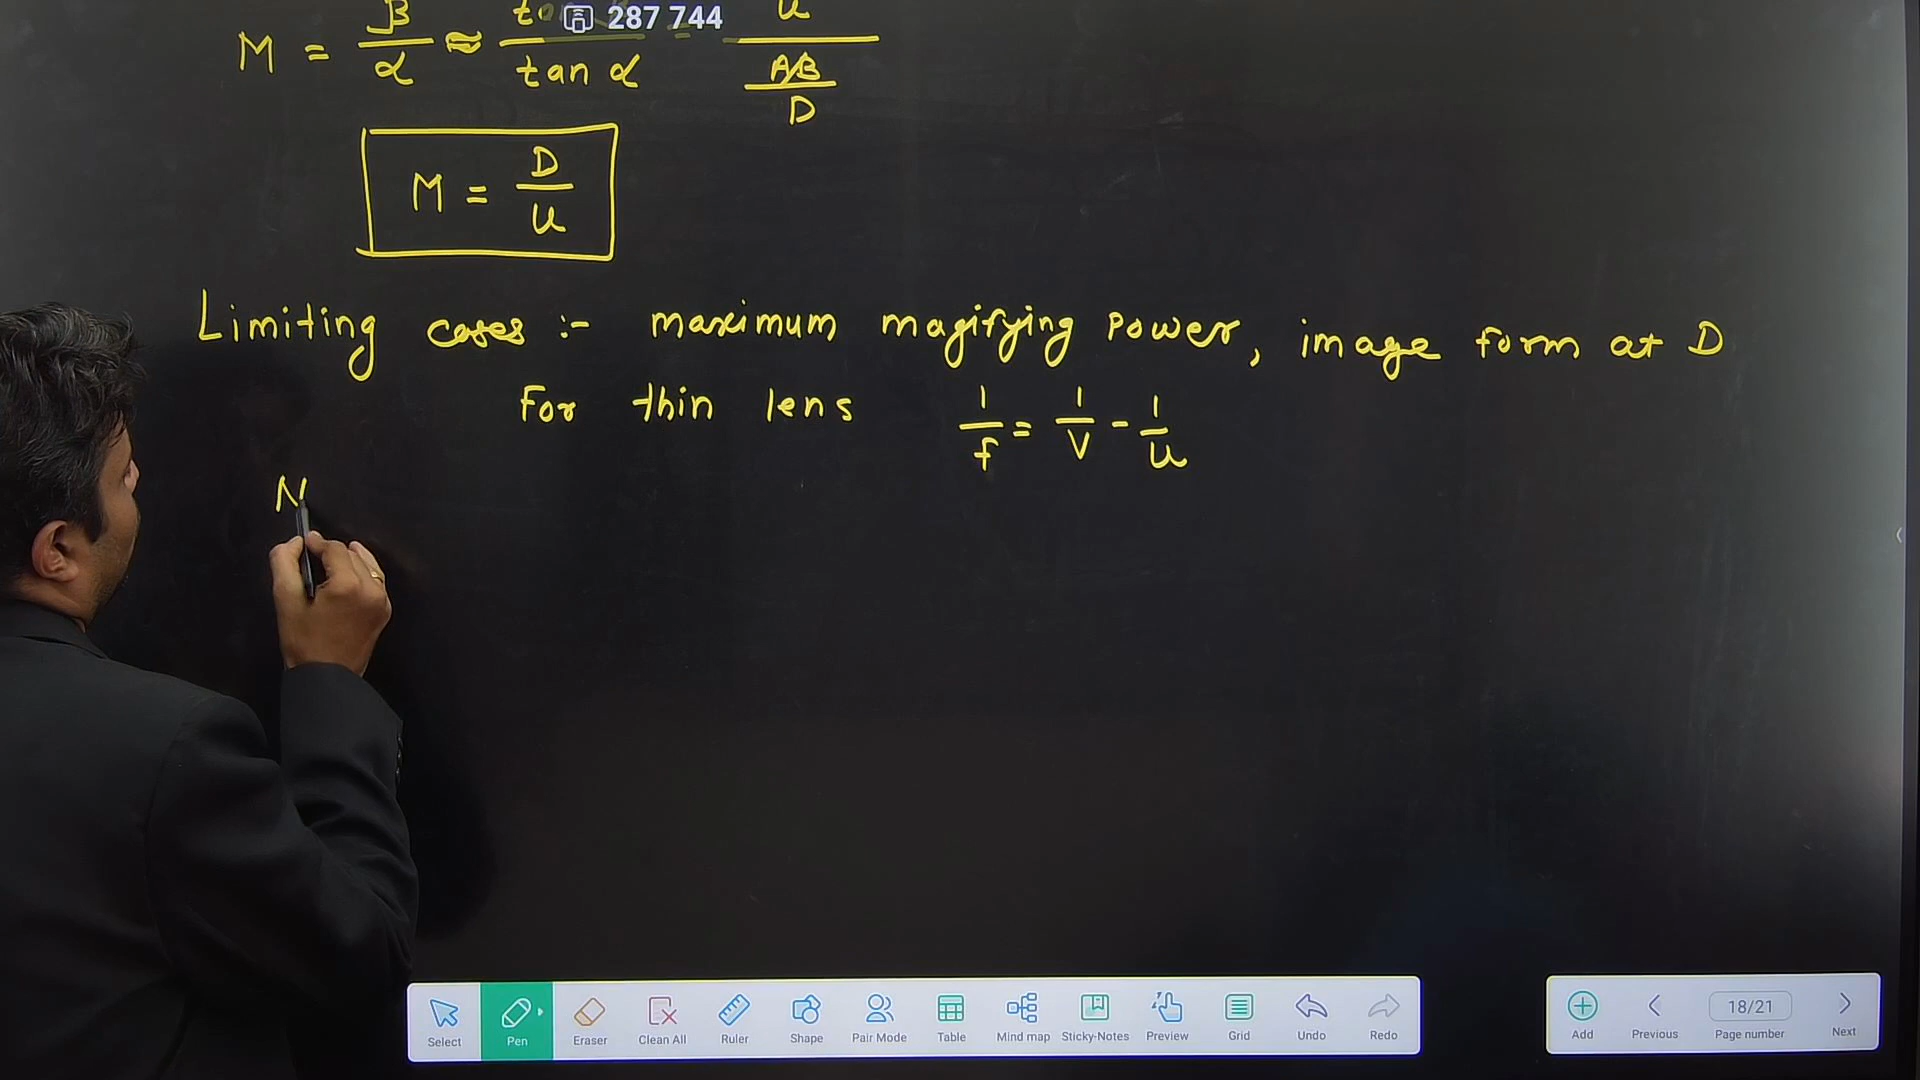 287 744
M = β/α ≈ tan α u
AB
D
M = D/u
Limiting cases :- maximum magifying Power, image form at D
For thin lens 1/f = 1/v - 1/u
N
Select Pen Eraser Clean All Ruler Shape Pair Mode Table Mind map Sticky-Notes Preview Grid Undo Redo
Add Previous 18/21 Page number Next